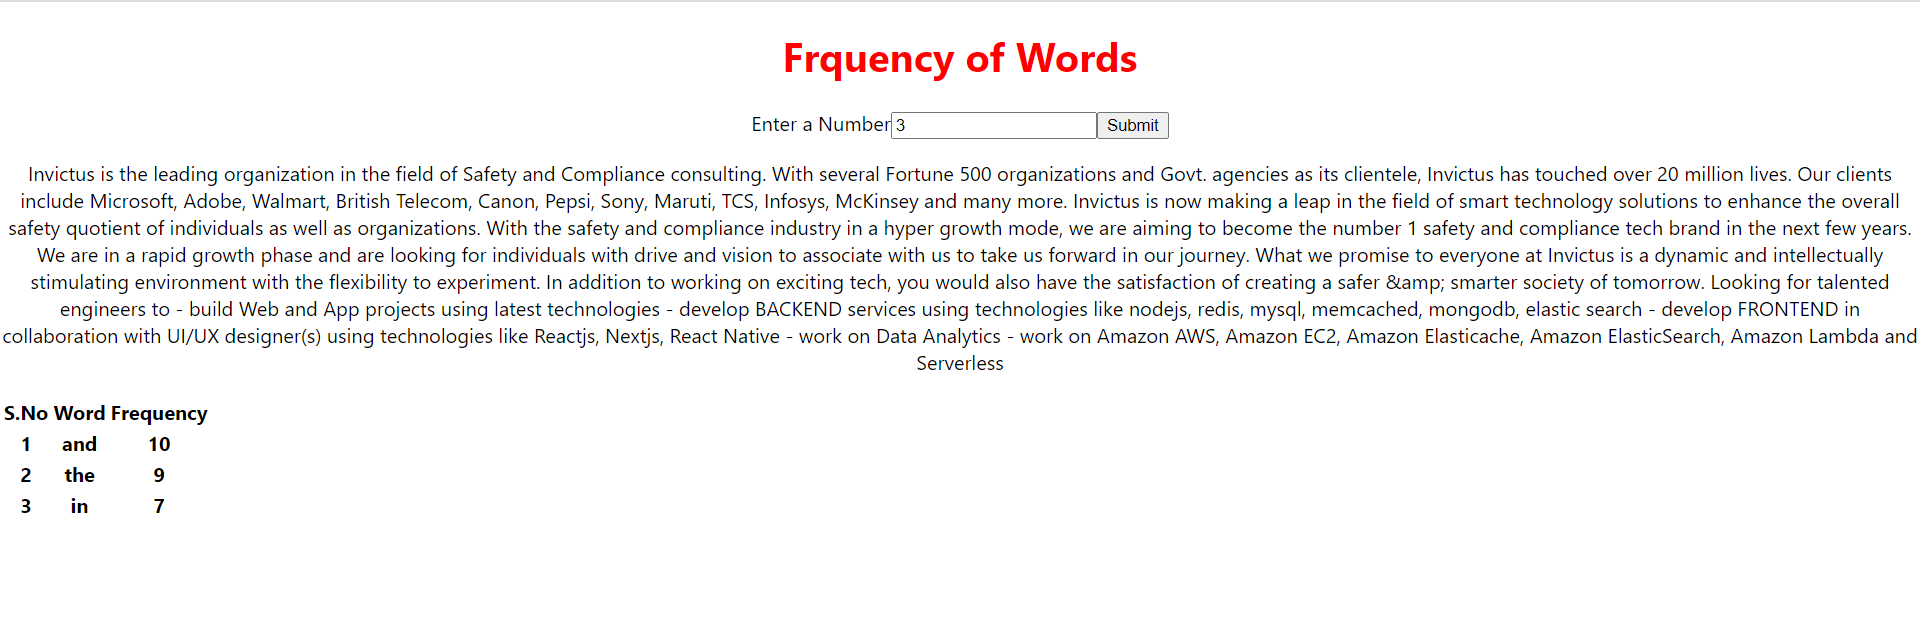 Frquency of Words
Enter a Number 3 Submit
Invictus is the leading organization in the field of Safety and Compliance consulting. With several Fortune 500 organizations and Govt. agencies as its clientele, Invictus has touched over 20 million lives. Our clients
include Microsoft, Adobe, Walmart, British Telecom, Canon, Pepsi, Sony, Maruti, TCS, Infosys, McKinsey and many more. Invictus is now making a leap in the field of smart technology solutions to enhance the overall
safety quotient of individuals as well as organizations. With the safety and compliance industry in a hyper growth mode, we are aiming to become the number 1 safety and compliance tech brand in the next few years.
We are in a rapid growth phase and are looking for individuals with drive and vision to associate with us to take us forward in our journey. What we promise to everyone at Invictus is a dynamic and intellectually
stimulating environment with the flexibility to experiment. In addition to working on exciting tech, you would also have the satisfaction of creating a safer &amp; smarter society of tomorrow. Looking for talented
engineers to - build Web and App projects using latest technologies - develop BACKEND services using technologies like nodejs, redis, mysql, memcached, mongodb, elastic search - develop FRONTEND in
collaboration with UI/UX designer(s) using technologies like Reactjs, Nextjs, React Native - work on Data Analytics - work on Amazon AWS, Amazon EC2, Amazon Elasticache, Amazon ElasticSearch, Amazon Lambda and
Serverless
S.No Word Frequency
1 and 10
2 the 9
3 in 7